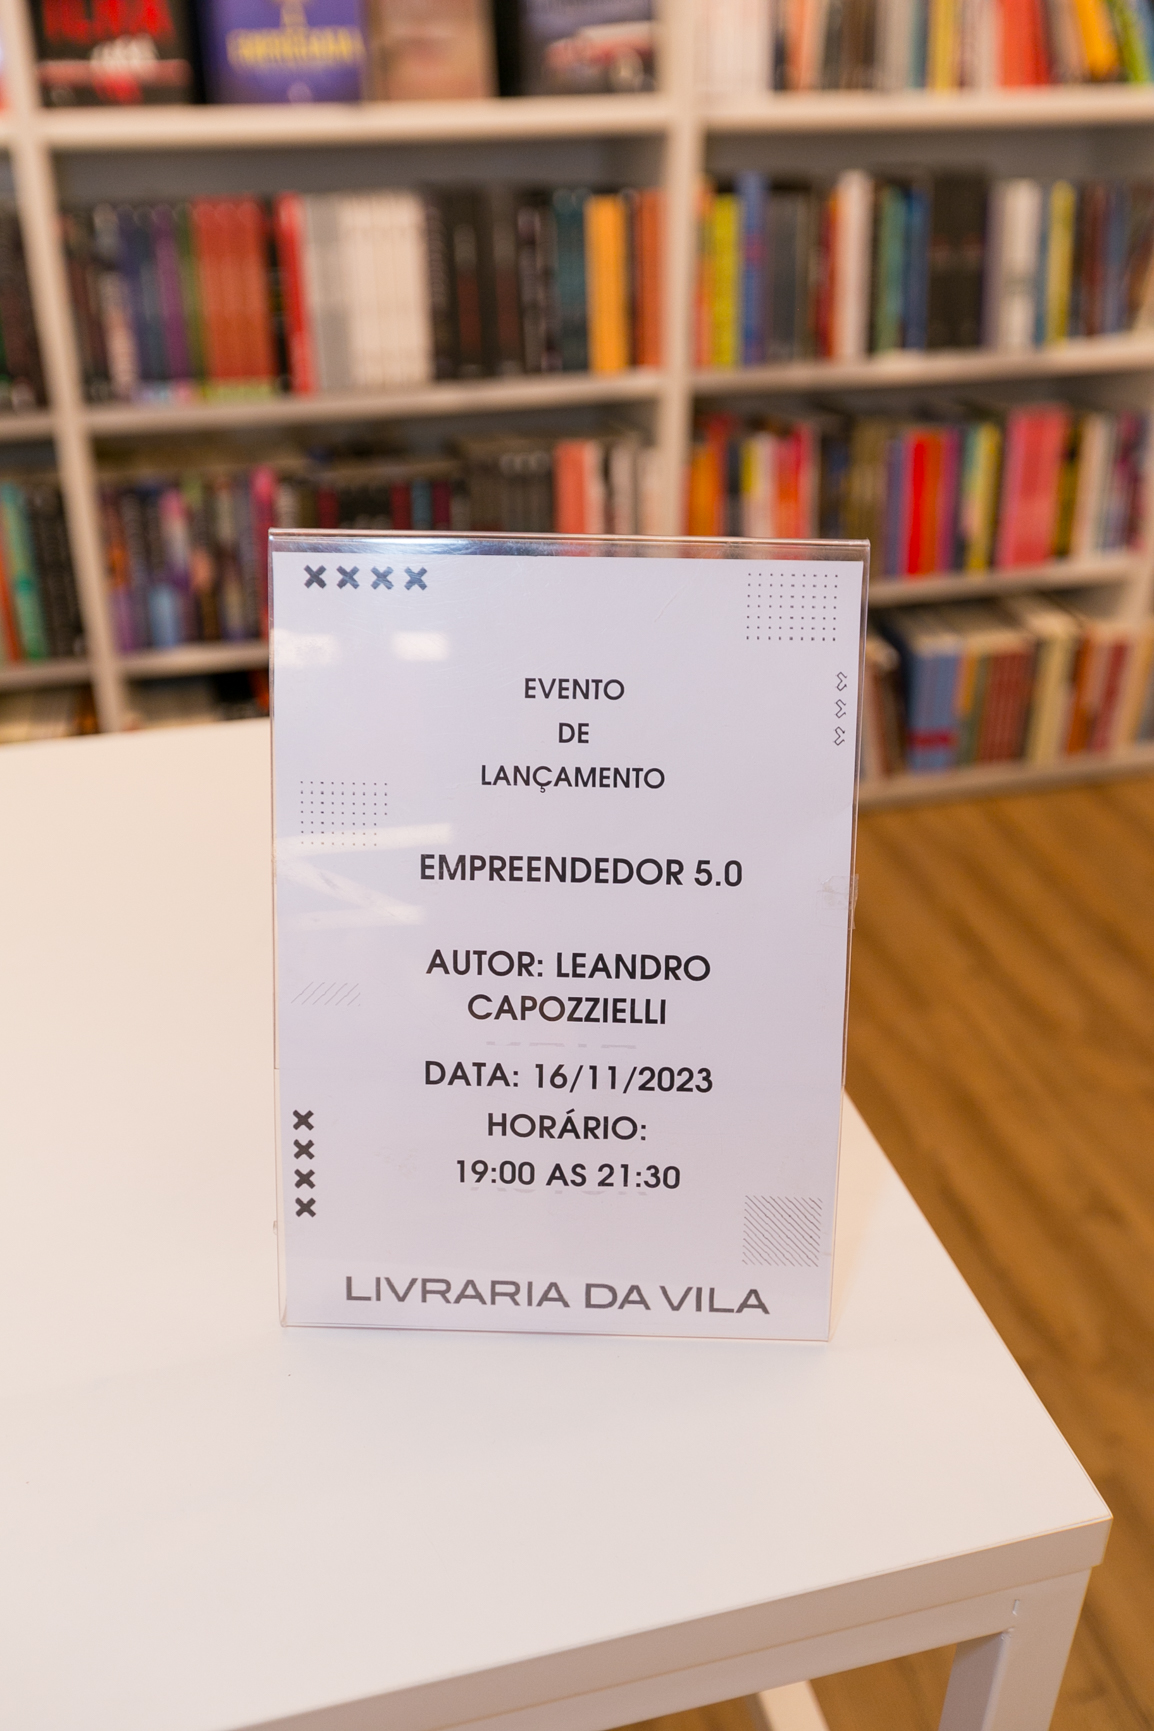 EVENTO
DE
LANÇAMENTO
EMPREENDEDOR 5.0
AUTOR: LEANDRO
CAPOZZIELLI
DATA: 16/11/2023
HORÁRIO:
19:00 AS 21:30
LIVRARIA DA VILA